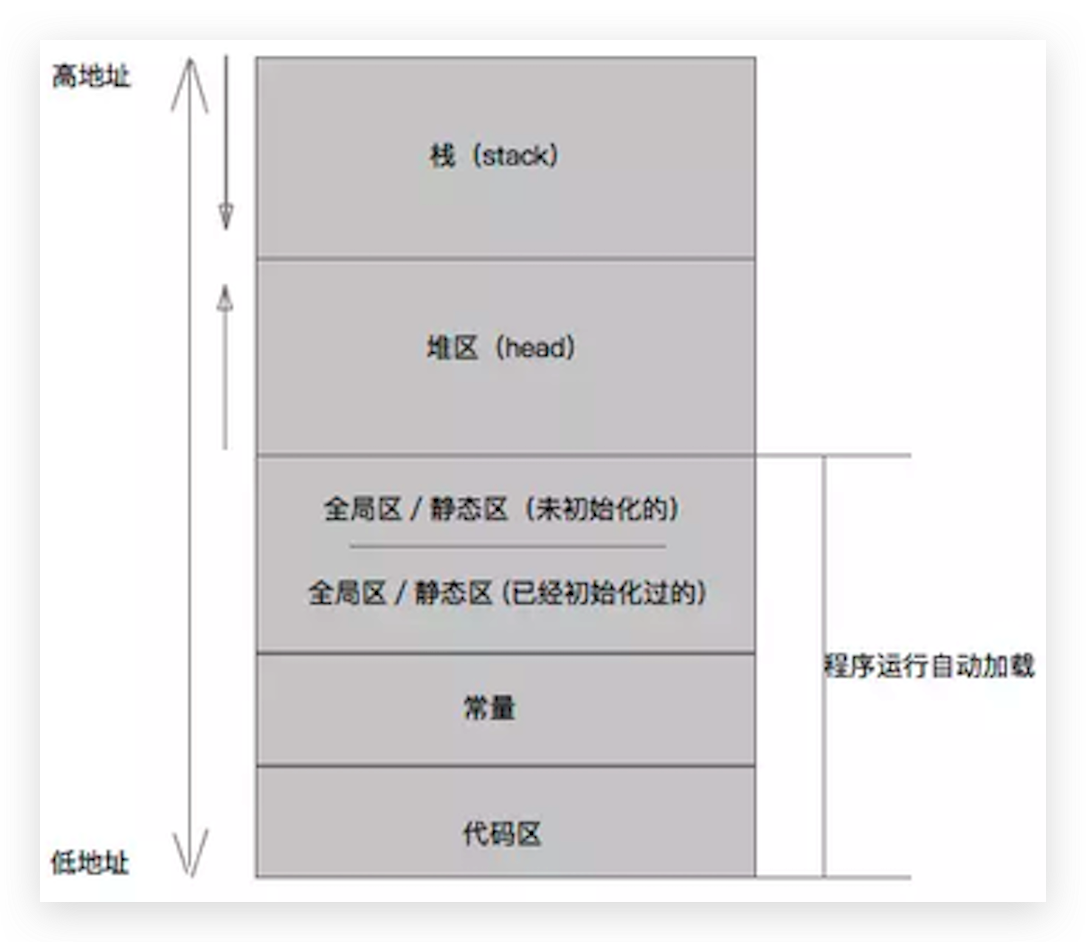 高地址
栈（stack）
堆区（head）
全局区 / 静态区（未初始化的）
全局区 / 静态区 (已经初始化过的)
程序运行自动加载
常量
代码区
低地址